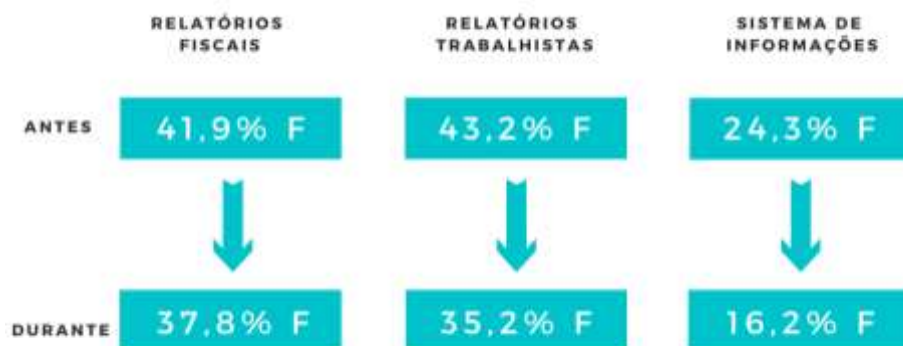 RELATÓRIOS
FISCAIS
RELATÓRIOS
TRABALHISTAS
SISTEMA DE
INFORMAÇÕES
ANTES
41,9% F
43,2% F
24,3% F
DURANTE
37,8% F
35,2% F
16,2% F